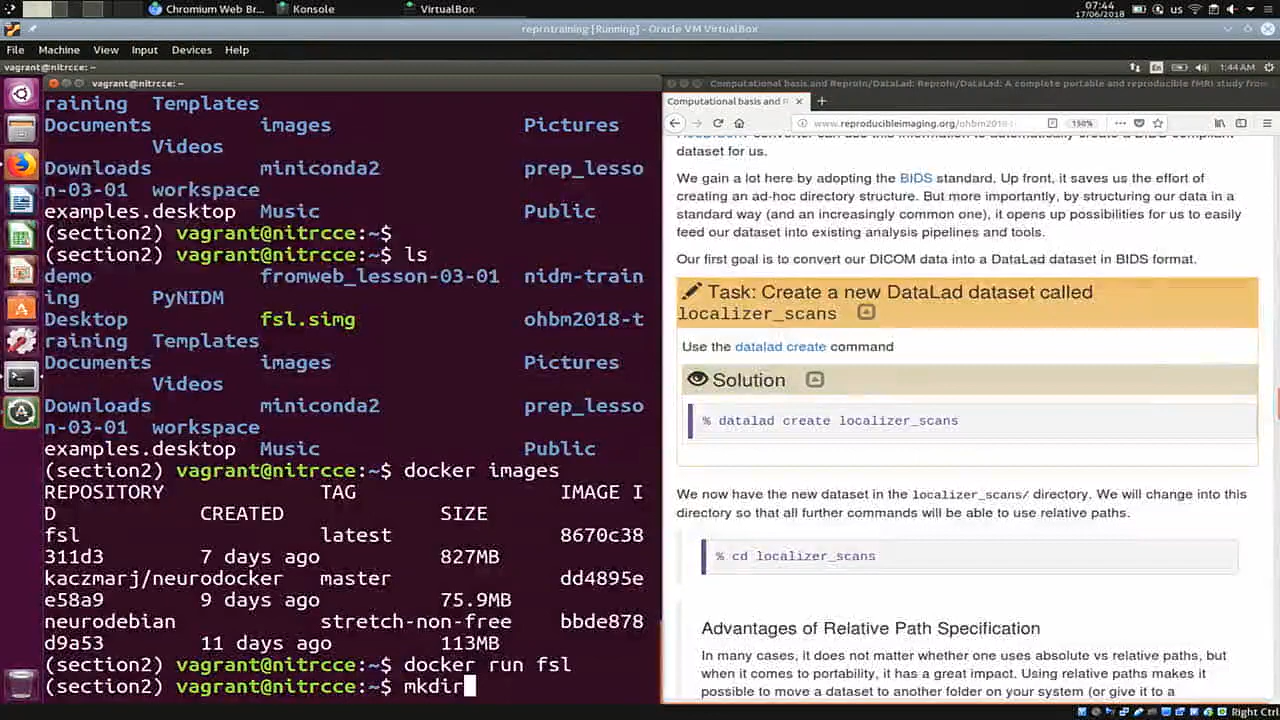 Chromium Web Br...
Konsole
VirtualBox
us
07:44
17/06/2018
reprotraining [Running] - Oracle VM VirtualBox
File Machine View Input Devices Help
vagrant@nitrcce: ~
En
1:44 AM
vagrant@nitrcce: ~
raining Templates
Documents images Pictures
Videos
Downloads miniconda2 prep_lesso
n-03-01 workspace
examples.desktop Music Public
(section2) vagrant@nitrcce:~$
(section2) vagrant@nitrcce:~$ ls
demo fromweb_lesson-03-01 nidm-train
ing PyNIDM
Desktop fsl.simg ohbm2018-t
raining Templates
Documents images Pictures
Videos
Downloads miniconda2 prep_lesso
n-03-01 workspace
examples.desktop Music Public
(section2) vagrant@nitrcce:~$ docker images
REPOSITORY TAG IMAGE I
D CREATED SIZE
fsl latest 8670c38
311d3 7 days ago 827MB
kaczmarj/neurodocker master dd4895e
e58a9 9 days ago 75.9MB
neurodebian stretch-non-free bbde878
d9a53 11 days ago 113MB
(section2) vagrant@nitrcce:~$ docker run fsl
(section2) vagrant@nitrcce:~$ mkdir
Computational basis and ReproIn/DataLad: ReproIn/DataLad: A complete portable and reproducible fMRI study from
Computational basis and R
www.reproducibleimaging.org/ohbm2018-
150%
converter can use this information to automatically create a BIDS compliant
dataset for us.
We gain a lot here by adopting the BIDS standard. Up front, it saves us the effort of
creating an ad-hoc directory structure. But more importantly, by structuring our data in a
standard way (and an increasingly common one), it opens up possibilities for us to easily
feed our dataset into existing analysis pipelines and tools.
Our first goal is to convert our DICOM data into a DataLad dataset in BIDS format.
Task: Create a new DataLad dataset called
localizer_scans
Use the datalad create command
Solution
% datalad create localizer_scans
We now have the new dataset in the localizer_scans/ directory. We will change into this
directory so that all further commands will be able to use relative paths.
% cd localizer_scans
Advantages of Relative Path Specification
In many cases, it does not matter whether one uses absolute vs relative paths, but
when it comes to portability, it has a great impact. Using relative paths makes it
possible to move a dataset to another folder on your system (or give it to a
Right Ctrl